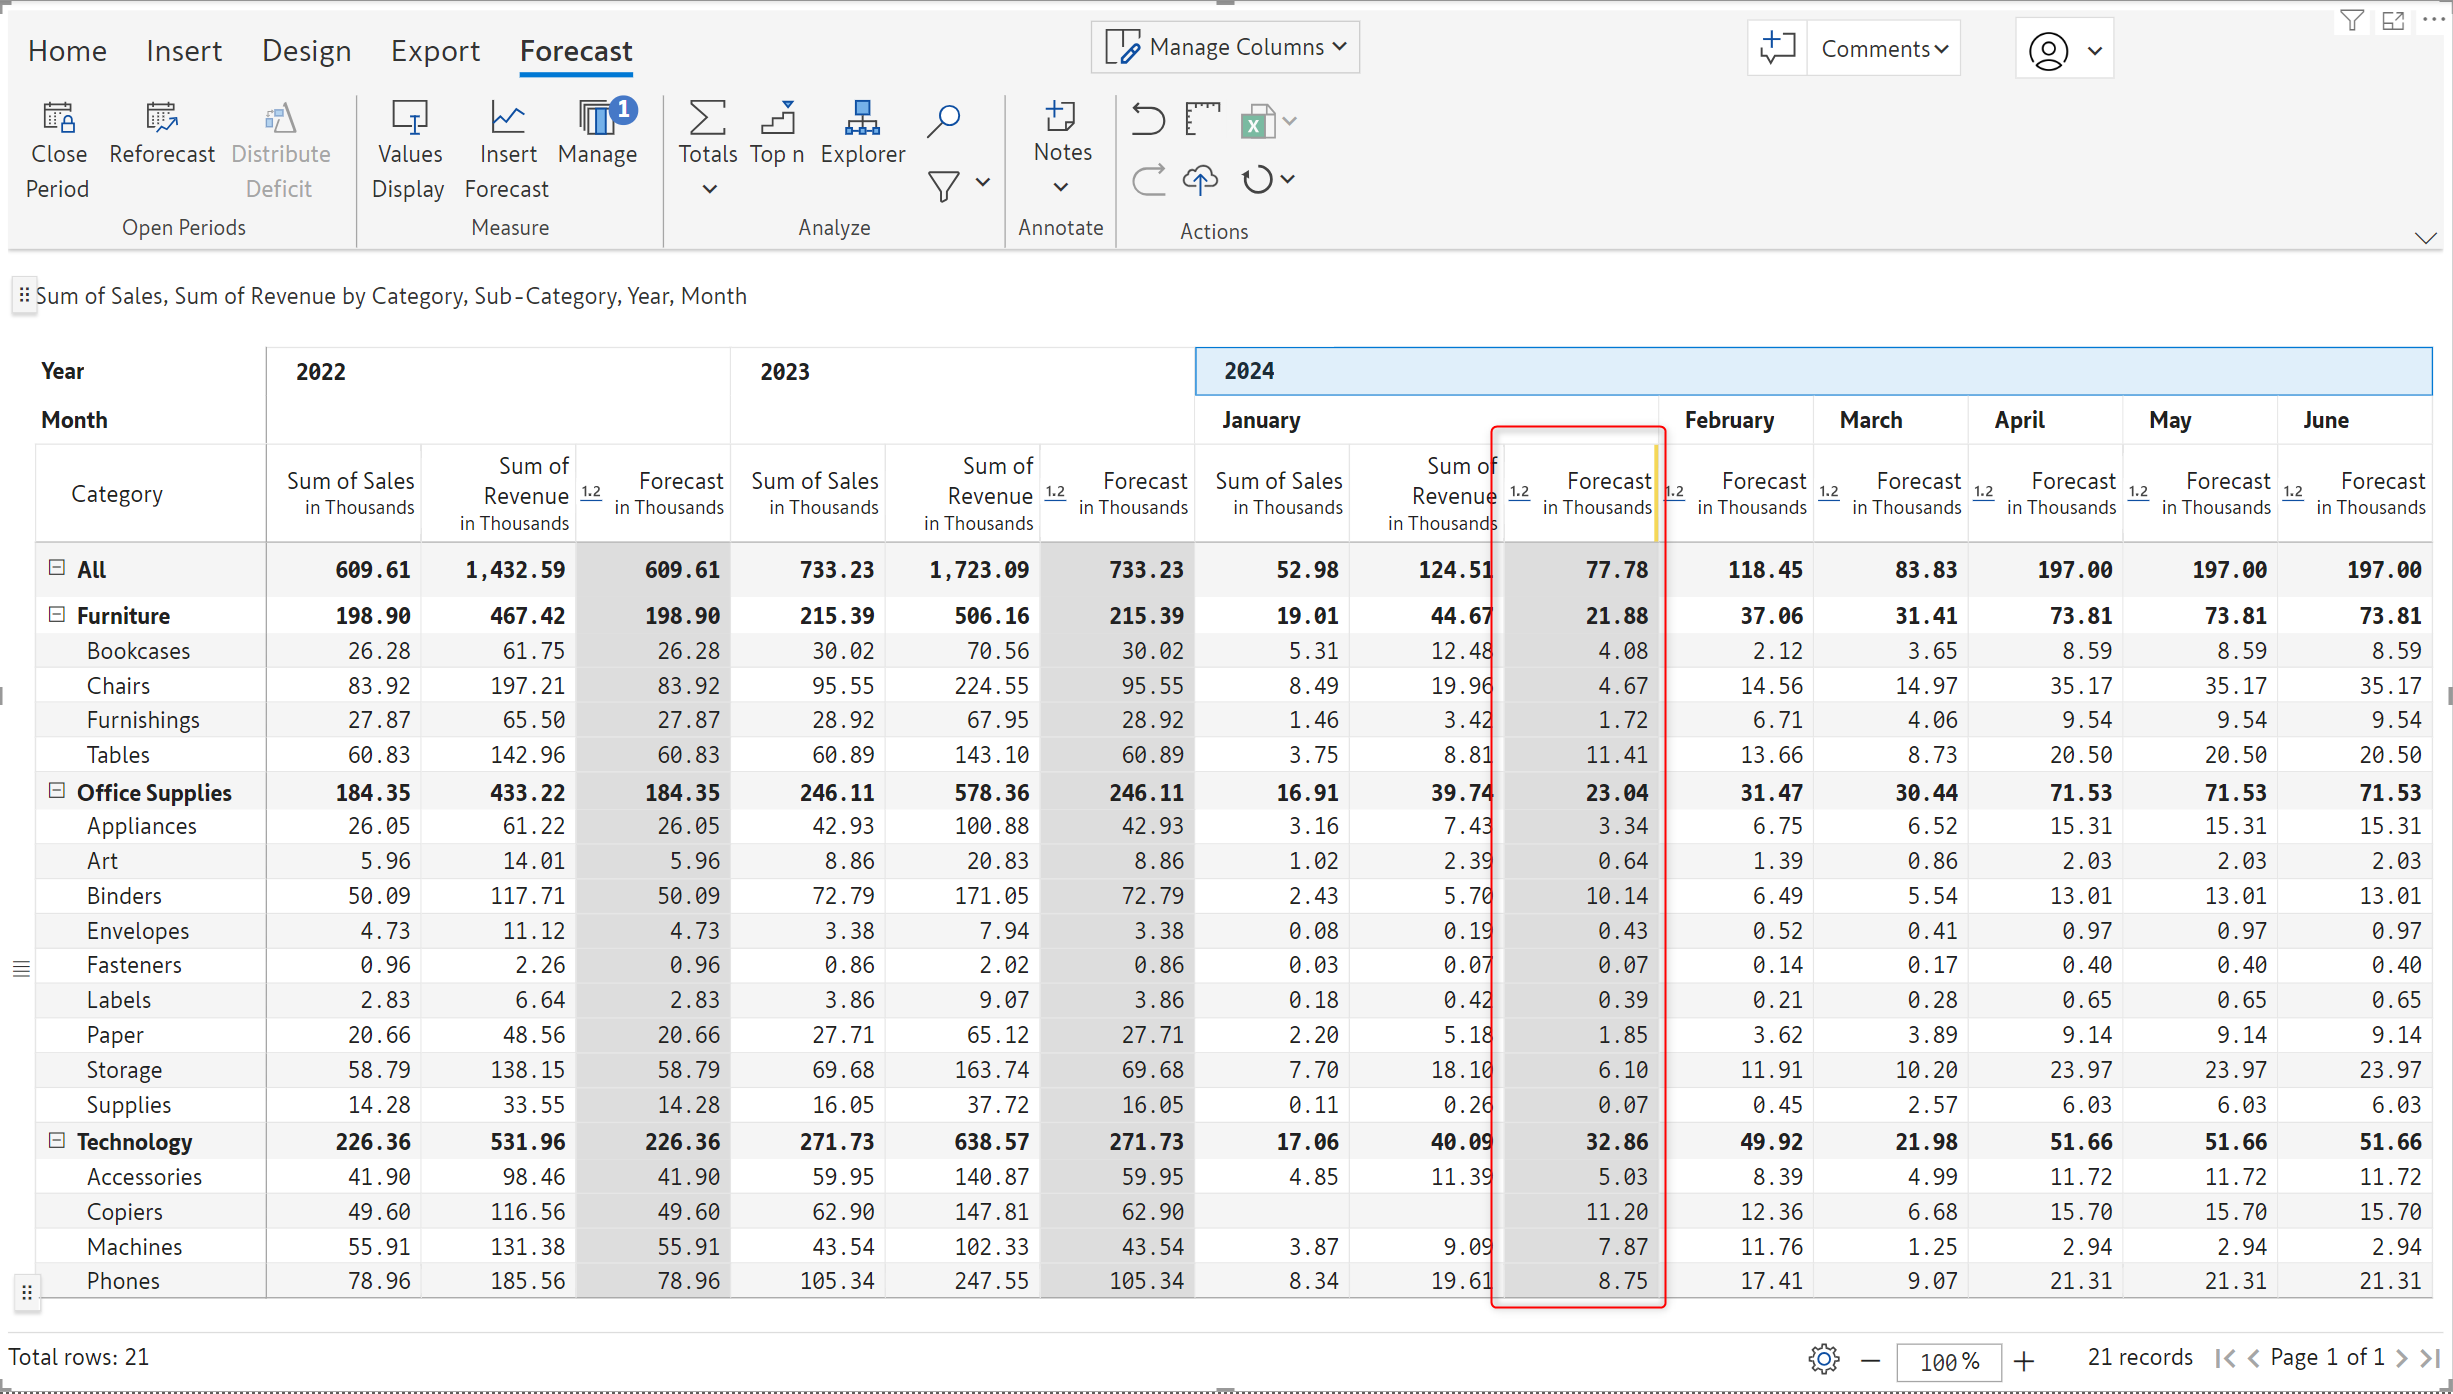 Home Insert Design Export Forecast
Manage Columns
Comments
1
Close Period
Reforecast
Distribute Deficit
Open Periods
Values Display
Insert Forecast
Manage
Measure
Totals
Top n
Explorer
Analyze
Notes
Annotate
X
Actions
Sum of Sales, Sum of Revenue by Category, Sub-Category, Year, Month
Year 2022 2023 2024
Month January February March April May June
Category Sum of Sales in Thousands Sum of Revenue in Thousands 1.2 Forecast in Thousands Sum of Sales in Thousands Sum of Revenue in Thousands 1.2 Forecast in Thousands Sum of Sales in Thousands Sum of Revenue in Thousands 1.2 Forecast in Thousands 1.2 Forecast in Thousands 1.2 Forecast in Thousands 1.2 Forecast in Thousands 1.2 Forecast in Thousands 1.2 Forecast in Thousands
All 609.61 1,432.59 609.61 733.23 1,723.09 733.23 52.98 124.51 77.78 118.45 83.83 197.00 197.00 197.00
Furniture 198.90 467.42 198.90 215.39 506.16 215.39 19.01 44.67 21.88 37.06 31.41 73.81 73.81 73.81
Bookcases 26.28 61.75 26.28 30.02 70.56 30.02 5.31 12.48 4.08 2.12 3.65 8.59 8.59 8.59
Chairs 83.92 197.21 83.92 95.55 224.55 95.55 8.49 19.96 4.67 14.56 14.97 35.17 35.17 35.17
Furnishings 27.87 65.50 27.87 28.92 67.95 28.92 1.46 3.42 1.72 6.71 4.06 9.54 9.54 9.54
Tables 60.83 142.96 60.83 60.89 143.10 60.89 3.75 8.81 11.41 13.66 8.73 20.50 20.50 20.50
Office Supplies 184.35 433.22 184.35 246.11 578.36 246.11 16.91 39.74 23.04 31.47 30.44 71.53 71.53 71.53
Appliances 26.05 61.22 26.05 42.93 100.88 42.93 3.16 7.43 3.34 6.75 6.52 15.31 15.31 15.31
Art 5.96 14.01 5.96 8.86 20.83 8.86 1.02 2.39 0.64 1.39 0.86 2.03 2.03 2.03
Binders 50.09 117.71 50.09 72.79 171.05 72.79 2.43 5.70 10.14 6.49 5.54 13.01 13.01 13.01
Envelopes 4.73 11.12 4.73 3.38 7.94 3.38 0.08 0.19 0.43 0.52 0.41 0.97 0.97 0.97
Fasteners 0.96 2.26 0.96 0.86 2.02 0.86 0.03 0.07 0.07 0.14 0.17 0.40 0.40 0.40
Labels 2.83 6.64 2.83 3.86 9.07 3.86 0.18 0.42 0.39 0.21 0.28 0.65 0.65 0.65
Paper 20.66 48.56 20.66 27.71 65.12 27.71 2.20 5.18 1.85 3.62 3.89 9.14 9.14 9.14
Storage 58.79 138.15 58.79 69.68 163.74 69.68 7.70 18.10 6.10 11.91 10.20 23.97 23.97 23.97
Supplies 14.28 33.55 14.28 16.05 37.72 16.05 0.11 0.26 0.07 0.45 2.57 6.03 6.03 6.03
Technology 226.36 531.96 226.36 271.73 638.57 271.73 17.06 40.09 32.86 49.92 21.98 51.66 51.66 51.66
Accessories 41.90 98.46 41.90 59.95 140.87 59.95 4.85 11.39 5.03 8.39 4.99 11.72 11.72 11.72
Copiers 49.60 116.56 49.60 62.90 147.81 62.90 11.20 12.36 6.68 15.70 15.70 15.70
Machines 55.91 131.38 55.91 43.54 102.33 43.54 3.87 9.09 7.87 11.76 1.25 2.94 2.94 2.94
Phones 78.96 185.56 78.96 105.34 247.55 105.34 8.34 19.61 8.75 17.41 9.07 21.31 21.31 21.31
Total rows: 21 100 % 21 records Page 1 of 1